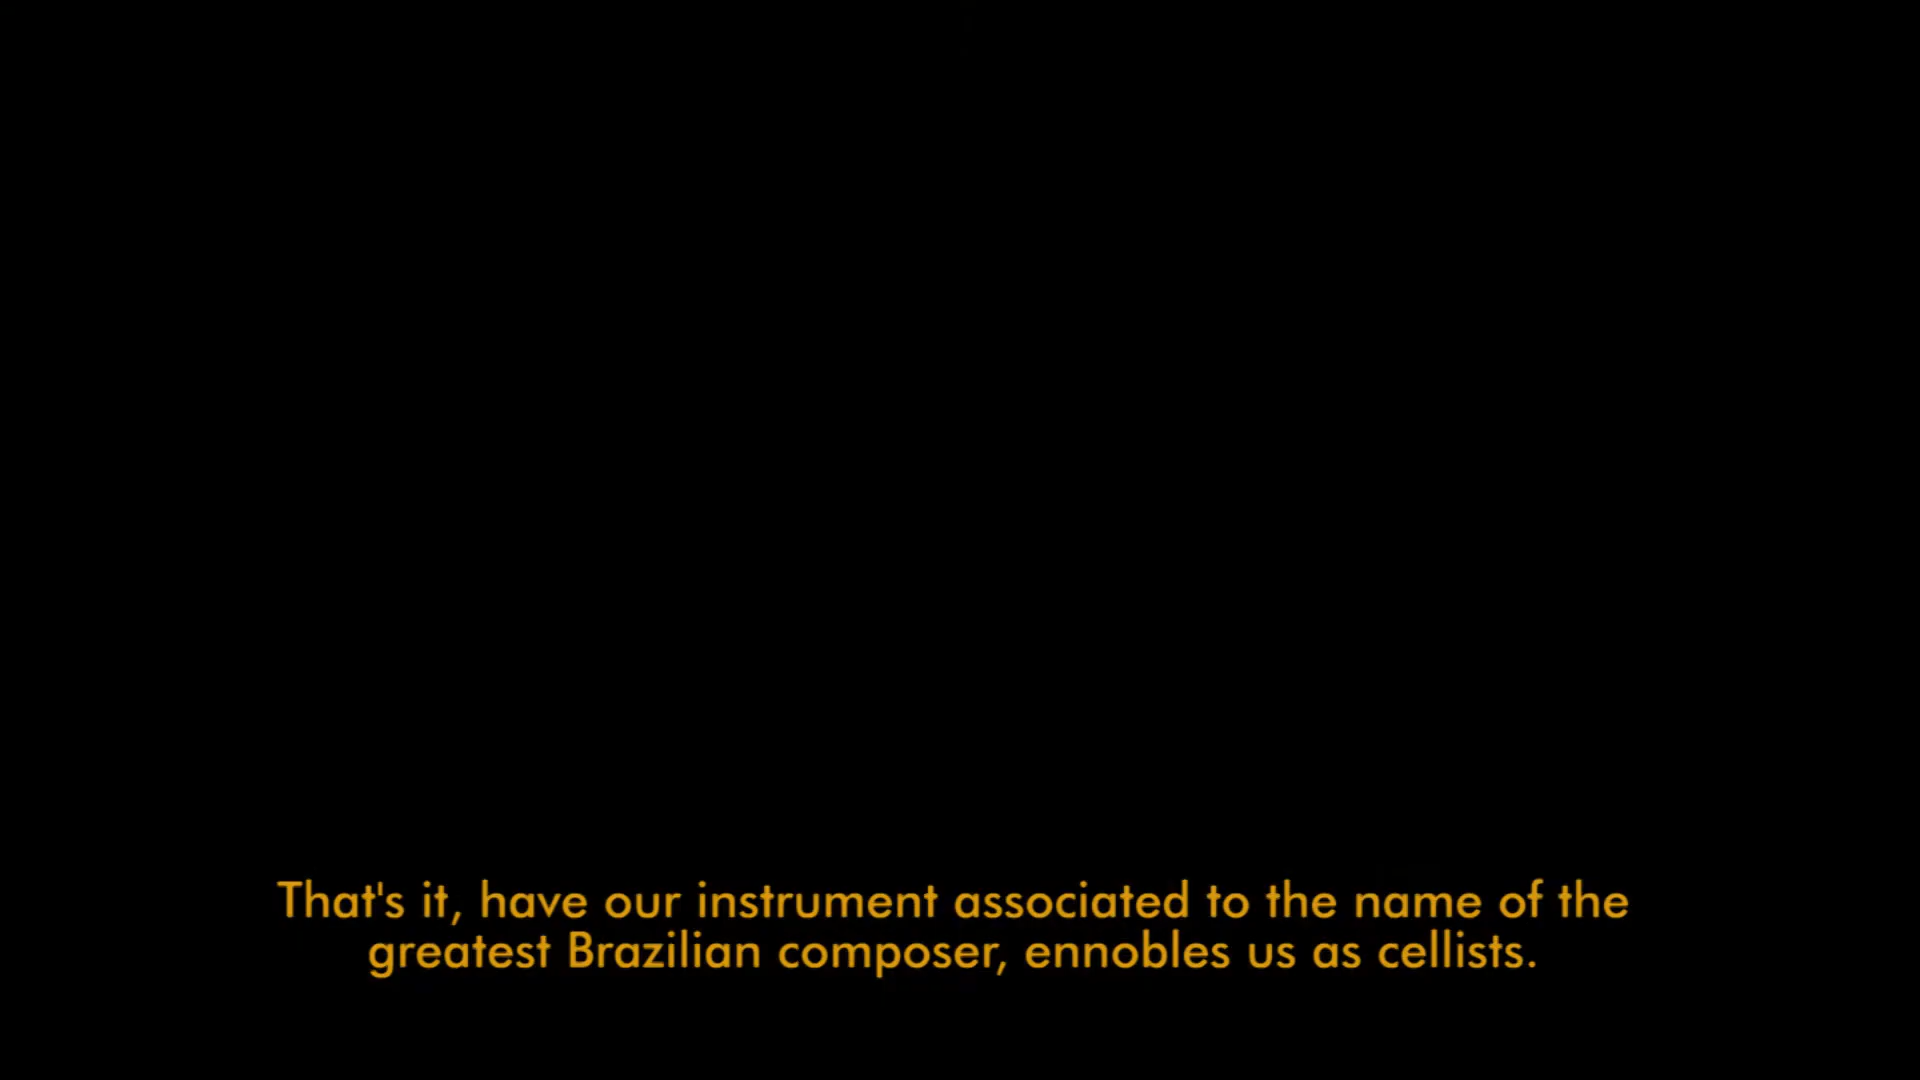 That's it, have our instrument associated to the name of the
greatest Brazilian composer, ennobles us as cellists.